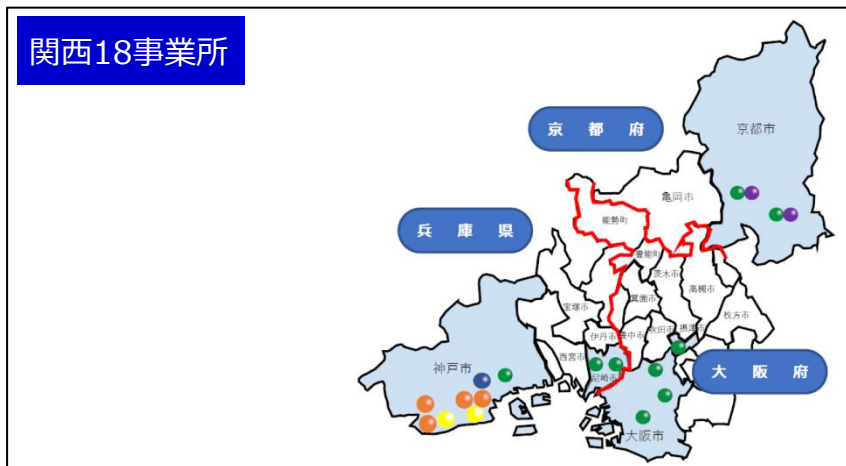 関西18事業所
京都府
京都市
亀岡市
能勢町
兵庫県
豊能町
茨木市
高槻市
箕面市
宝塚市
枚方市
伊丹市
豊中市
吹田市
摂津市
西宮市
神戸市
尼崎市
大阪府
大阪市